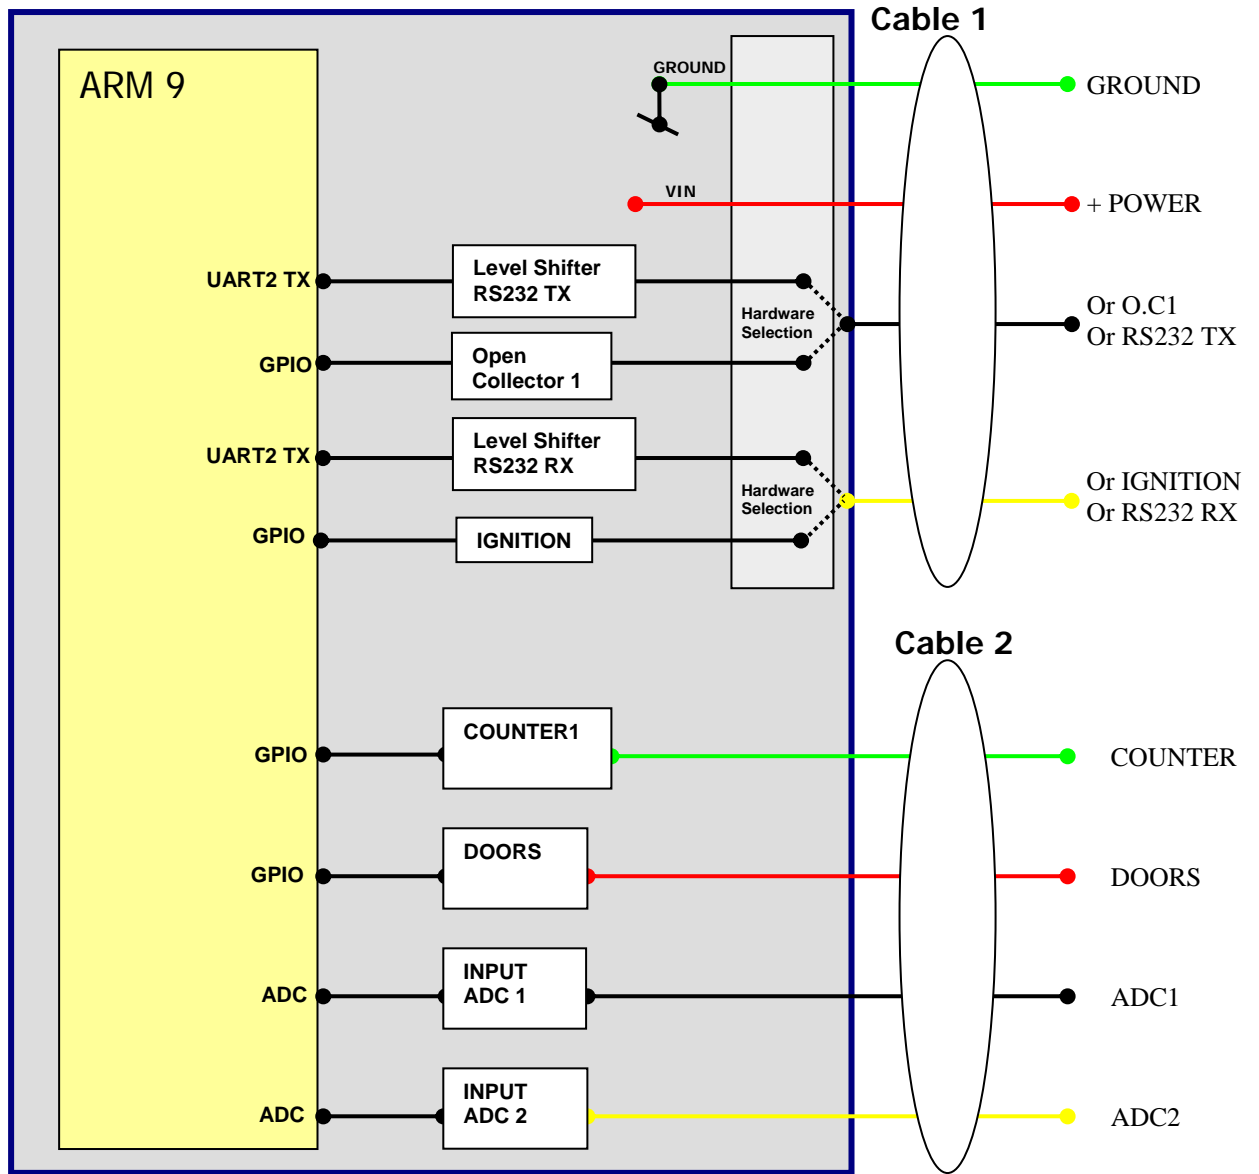 Cable 1
ARM 9
GROUND
GROUND
VIN
+ POWER
UART2 TX
Level Shifter
RS232 TX
Hardware
Selection
Or O.C1
Or RS232 TX
GPIO
Open
Collector 1
UART2 TX
Level Shifter
RS232 RX
Hardware
Selection
Or IGNITION
Or RS232 RX
GPIO
IGNITION
Cable 2
GPIO
COUNTER1
COUNTER
GPIO
DOORS
DOORS
ADC
INPUT
ADC 1
ADC1
ADC
INPUT
ADC 2
ADC2